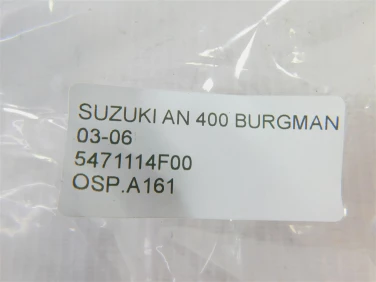 SUZUKI AN 400 BURGMAN
03-06
5471114F00
OSP.A161